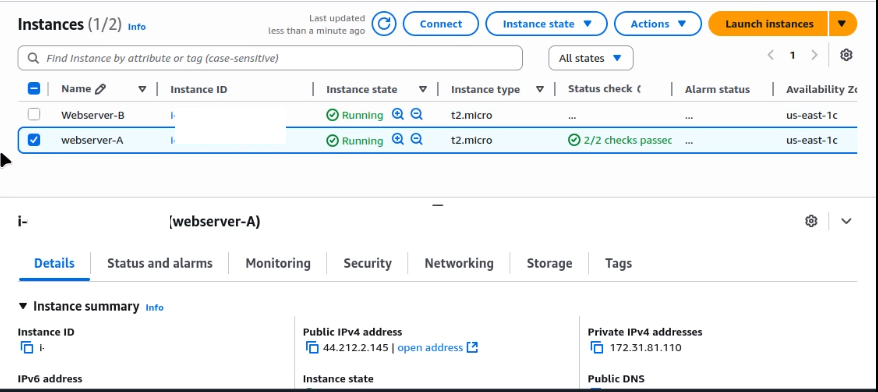 Instances (1/2) Info
Last updated
less than a minute ago
Connect
Instance state
Actions
Launch instances
Find Instance by attribute or tag (case-sensitive)
All states
1
Name Instance ID Instance state Instance type Status check Alarm status Availability Zo
Webserver-B i- Running t2.micro ... ... us-east-1c
webserver-A i- Running t2.micro 2/2 checks passec ... us-east-1c
i- (webserver-A)
Details Status and alarms Monitoring Security Networking Storage Tags
Instance summary Info
Instance ID Public IPv4 address Private IPv4 addresses
i- 44.212.2.145 | open address 172.31.81.110
IPv6 address Instance state Public DNS